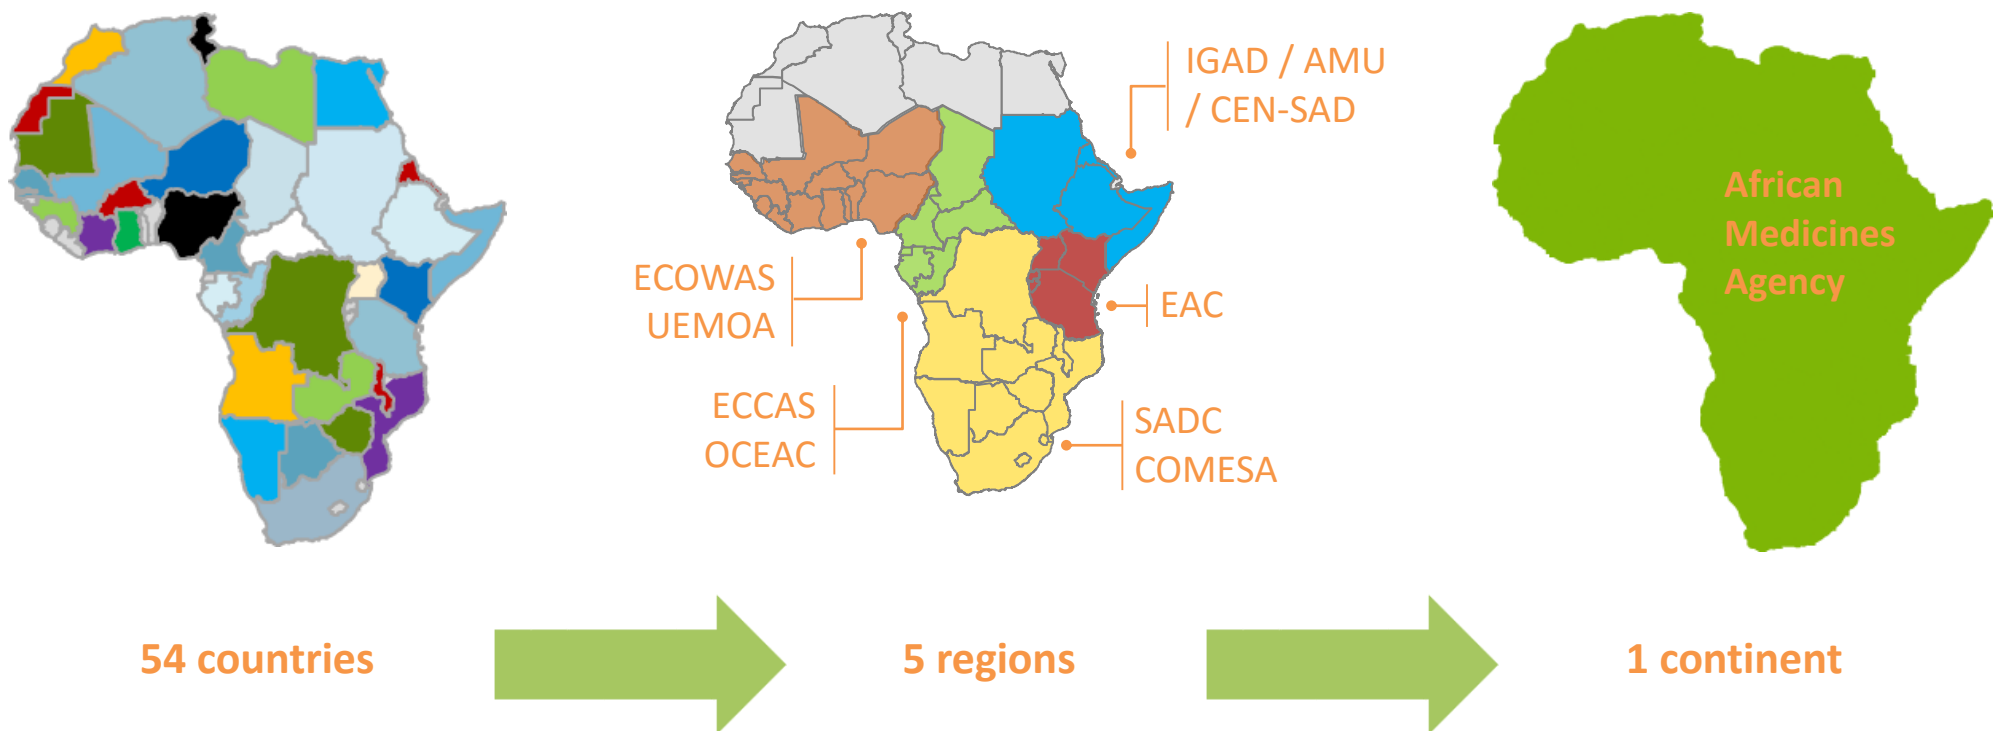 IGAD / AMU
/ CEN-SAD
ECOWAS
UEMOA
EAC
ECCAS
OCEAC
SADC
COMESA
African
Medicines
Agency
54 countries
5 regions
1 continent